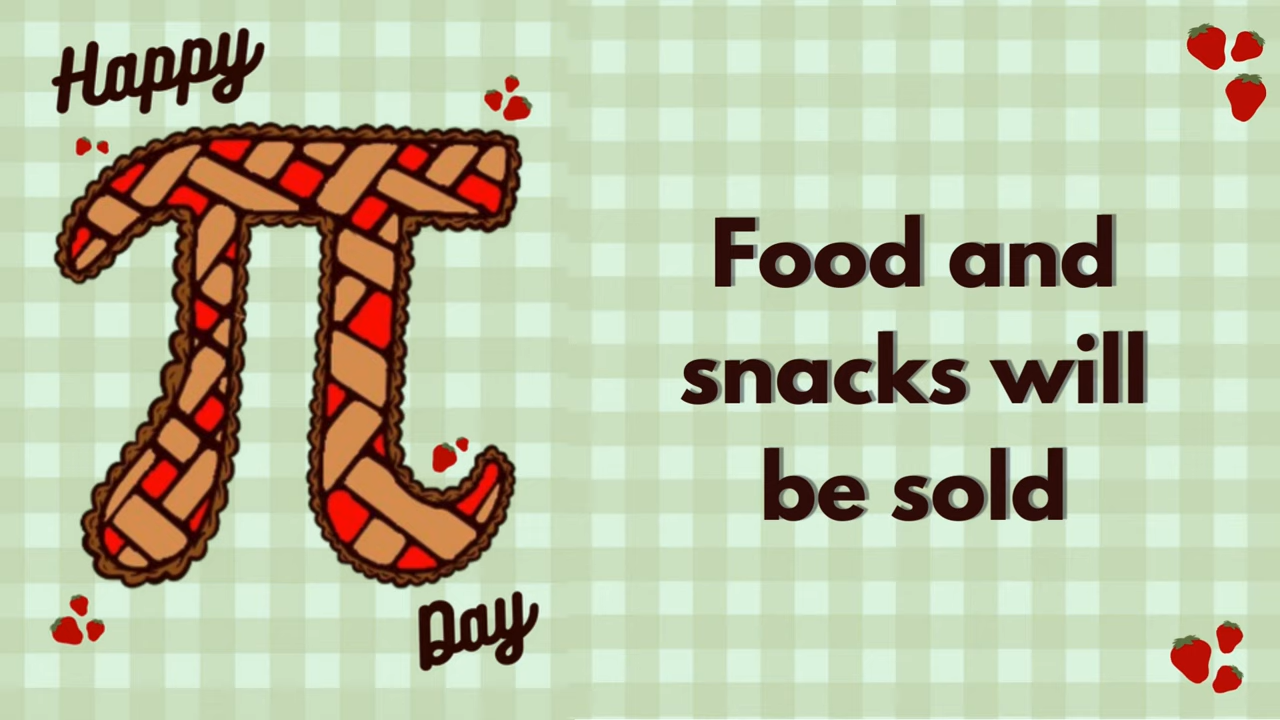 Happy
π
Day
Food and
snacks will
be sold